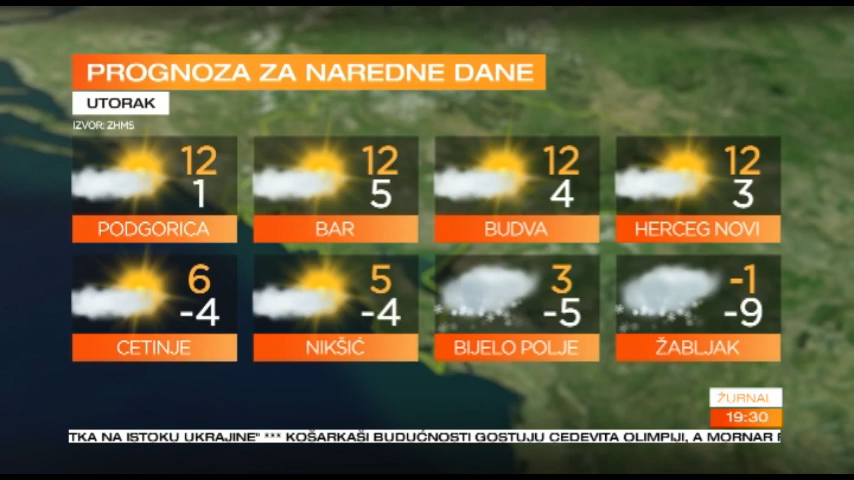 PROGNOZA ZA NAREDNE DANE
UTORAK
IZVOR: ZHMS
12 12 12 12
1 5 4 3
PODGORICA BAR BUDVA HERCEG NOVI
6 5 3 -1
-4 -4 -5 -9
CETINJE NIKŠIĆ BIJELO POLJE ŽABLJAK
ŽURNAL
19:30
TKA NA ISTOKU UKRAJINE" *** KOŠARKAŠI BUDUĆNOSTI GOSTUJU CEDEVITA OLIMPIJI, A MORNAR